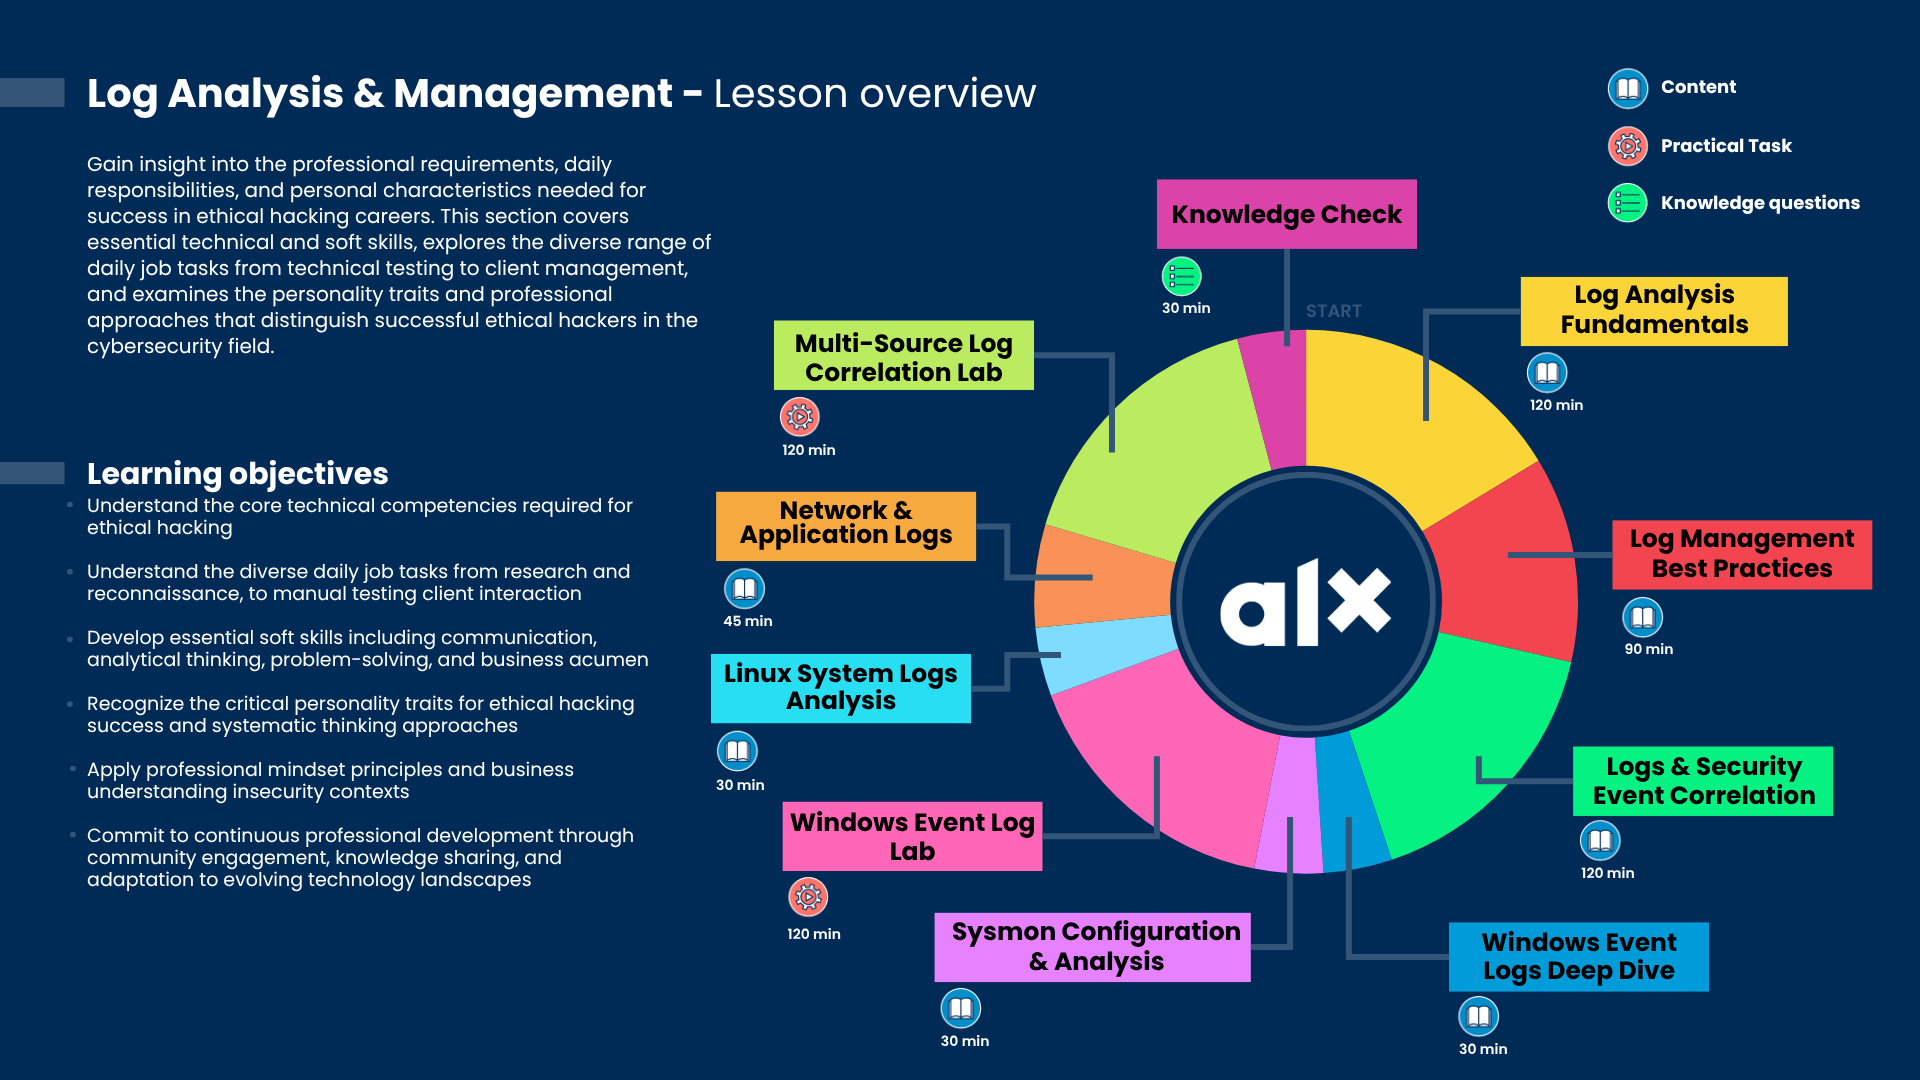 Log Analysis & Management - Lesson overview
Gain insight into the professional requirements, daily
responsibilities, and personal characteristics needed for
success in ethical hacking careers. This section covers
essential technical and soft skills, explores the diverse range of
daily job tasks from technical testing to client management,
and examines the personality traits and professional
approaches that distinguish successful ethical hackers in the
cybersecurity field.
Learning objectives
Understand the core technical competencies required for
ethical hacking
Understand the diverse daily job tasks from research and
reconnaissance, to manual testing client interaction
Develop essential soft skills including communication,
analytical thinking, problem-solving, and business acumen
Recognize the critical personality traits for ethical hacking
success and systematic thinking approaches
Apply professional mindset principles and business
understanding insecurity contexts
Commit to continuous professional development through
community engagement, knowledge sharing, and
adaptation to evolving technology landscapes
Content
Practical Task
Knowledge questions
Knowledge Check
30 min
START
Log Analysis
Fundamentals
120 min
Log Management
Best Practices
90 min
Logs & Security
Event Correlation
120 min
Windows Event
Logs Deep Dive
30 min
Sysmon Configuration
& Analysis
30 min
Windows Event Log
Lab
120 min
Linux System Logs
Analysis
30 min
Network &
Application Logs
45 min
Multi-Source Log
Correlation Lab
120 min
alx